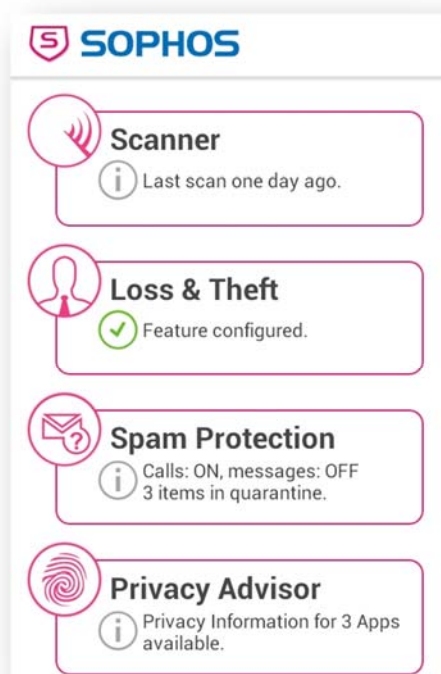 SOPHOS
Scanner
Last scan one day ago.
Loss & Theft
Feature configured.
Spam Protection
Calls: ON, messages: OFF
3 items in quarantine.
Privacy Advisor
Privacy Information for 3 Apps
available.